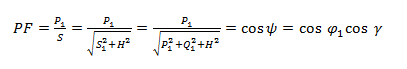 PF = P₁/S = P₁/√(S₁² + H²) = P₁/√(P₁² + Q₁² + H²) = cos ψ = cos φ₁ cos γ